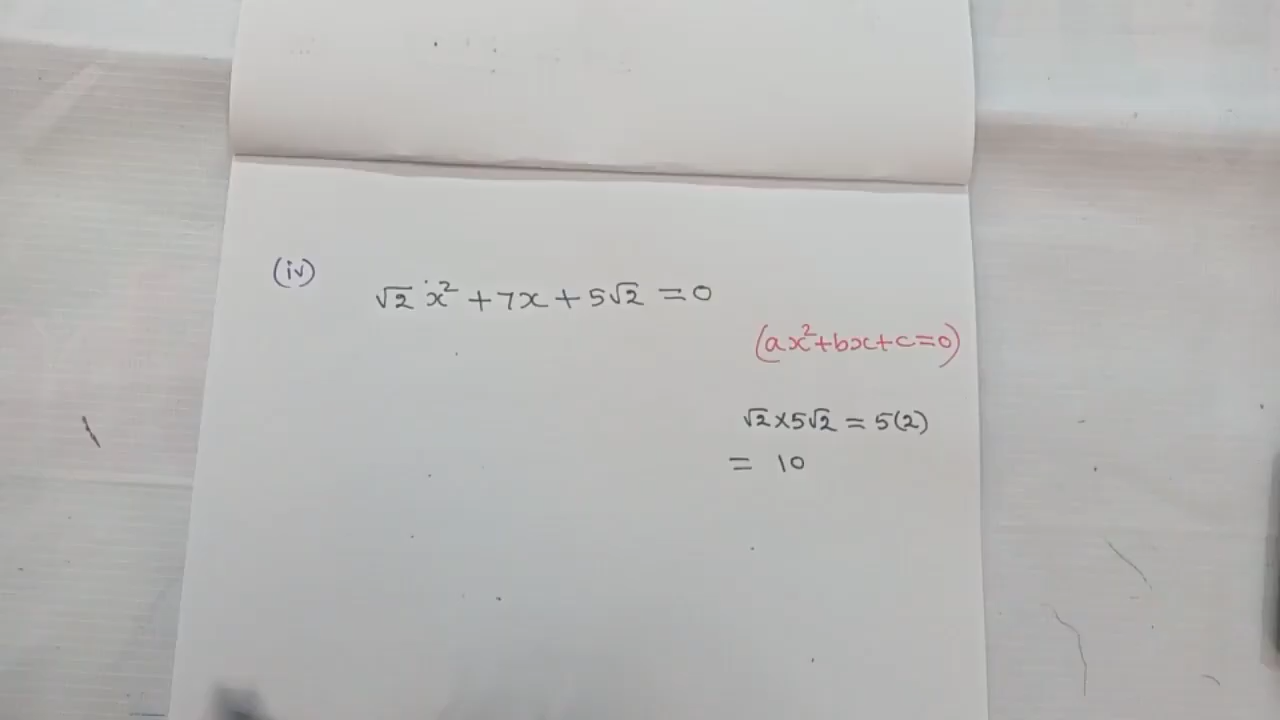 (iv)
√2 x² + 7x + 5√2 = 0
(ax²+bx+c=0)
√2×5√2 = 5(2)
= 10